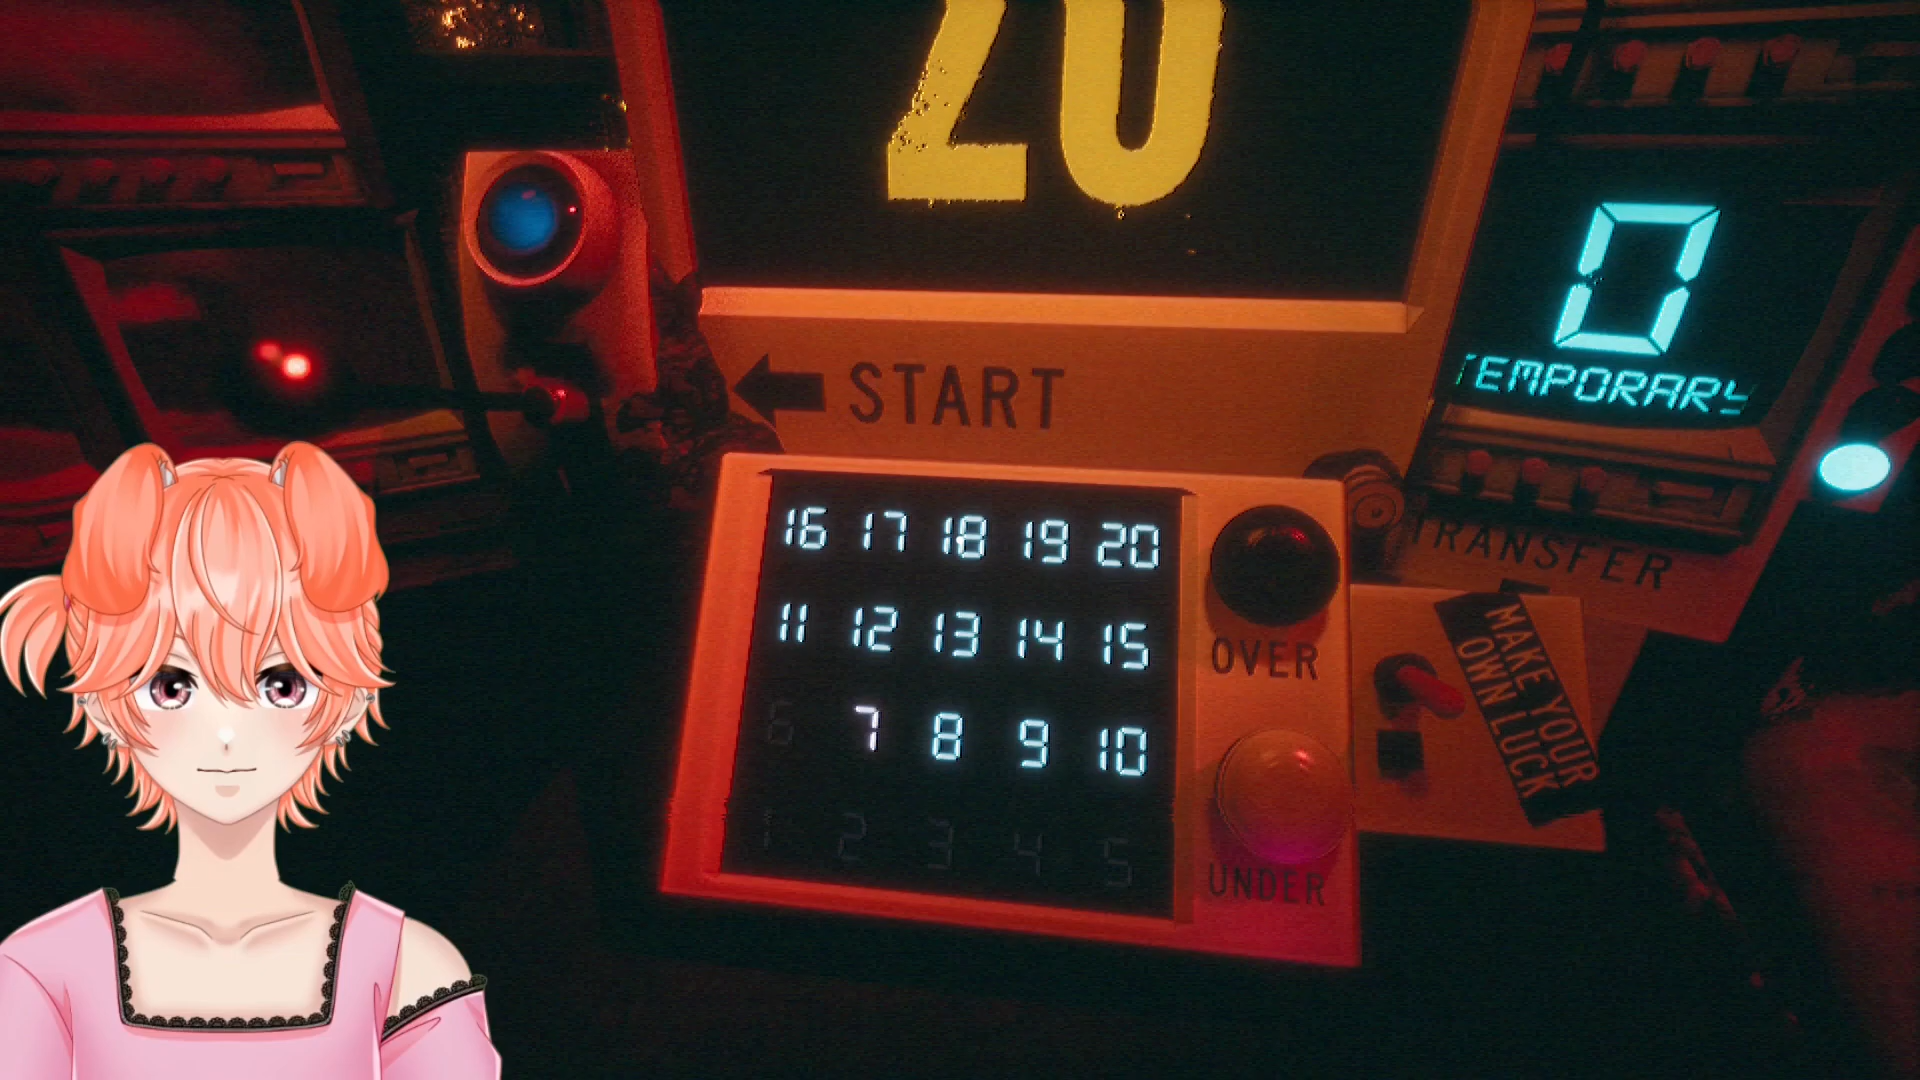 20
0
TEMPORARY
START
16 17 18 19 20
11 12 13 14 15
6 7 8 9 10
1 2 3 4 5
OVER
UNDER
TRANSFER
MAKE YOUR
OWN LUCK